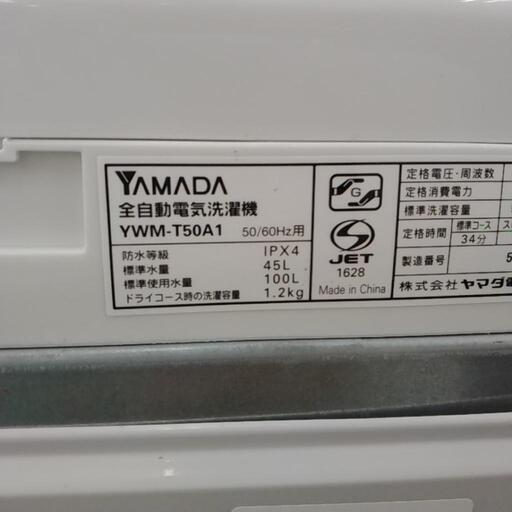 YAMADA
全自動電気洗濯機
YWM-T50A1 50/60Hz用
防水等級 IPX4
標準水量 45L
標準使用水量 100L
ドライコース時の洗濯容量 1.2kg
G
JET
1628
Made in China
定格電圧・周波数
定格消費電力
標準洗濯容量
定格時間 標準コース
34分
製造番号 5
株式会社ヤマダ